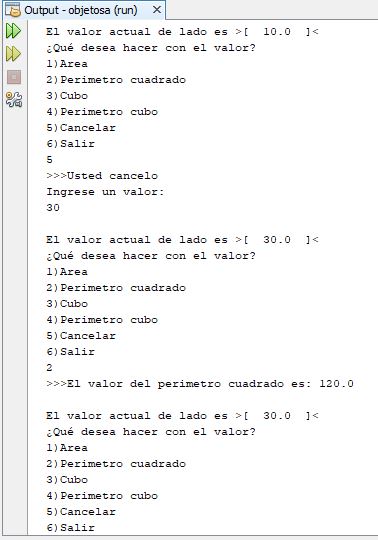 Output - objetosa (run)
El valor actual de lado es >[  10.0  ]<
¿Qué desea hacer con el valor?
1)Area
2)Perimetro cuadrado
3)Cubo
4)Perimetro cubo
5)Cancelar
6)Salir
5
>>>Usted cancelo
Ingrese un valor:
30
El valor actual de lado es >[  30.0  ]<
¿Qué desea hacer con el valor?
1)Area
2)Perimetro cuadrado
3)Cubo
4)Perimetro cubo
5)Cancelar
6)Salir
2
>>>El valor del perimetro cuadrado es: 120.0
El valor actual de lado es >[  30.0  ]<
¿Qué desea hacer con el valor?
1)Area
2)Perimetro cuadrado
3)Cubo
4)Perimetro cubo
5)Cancelar
6)Salir